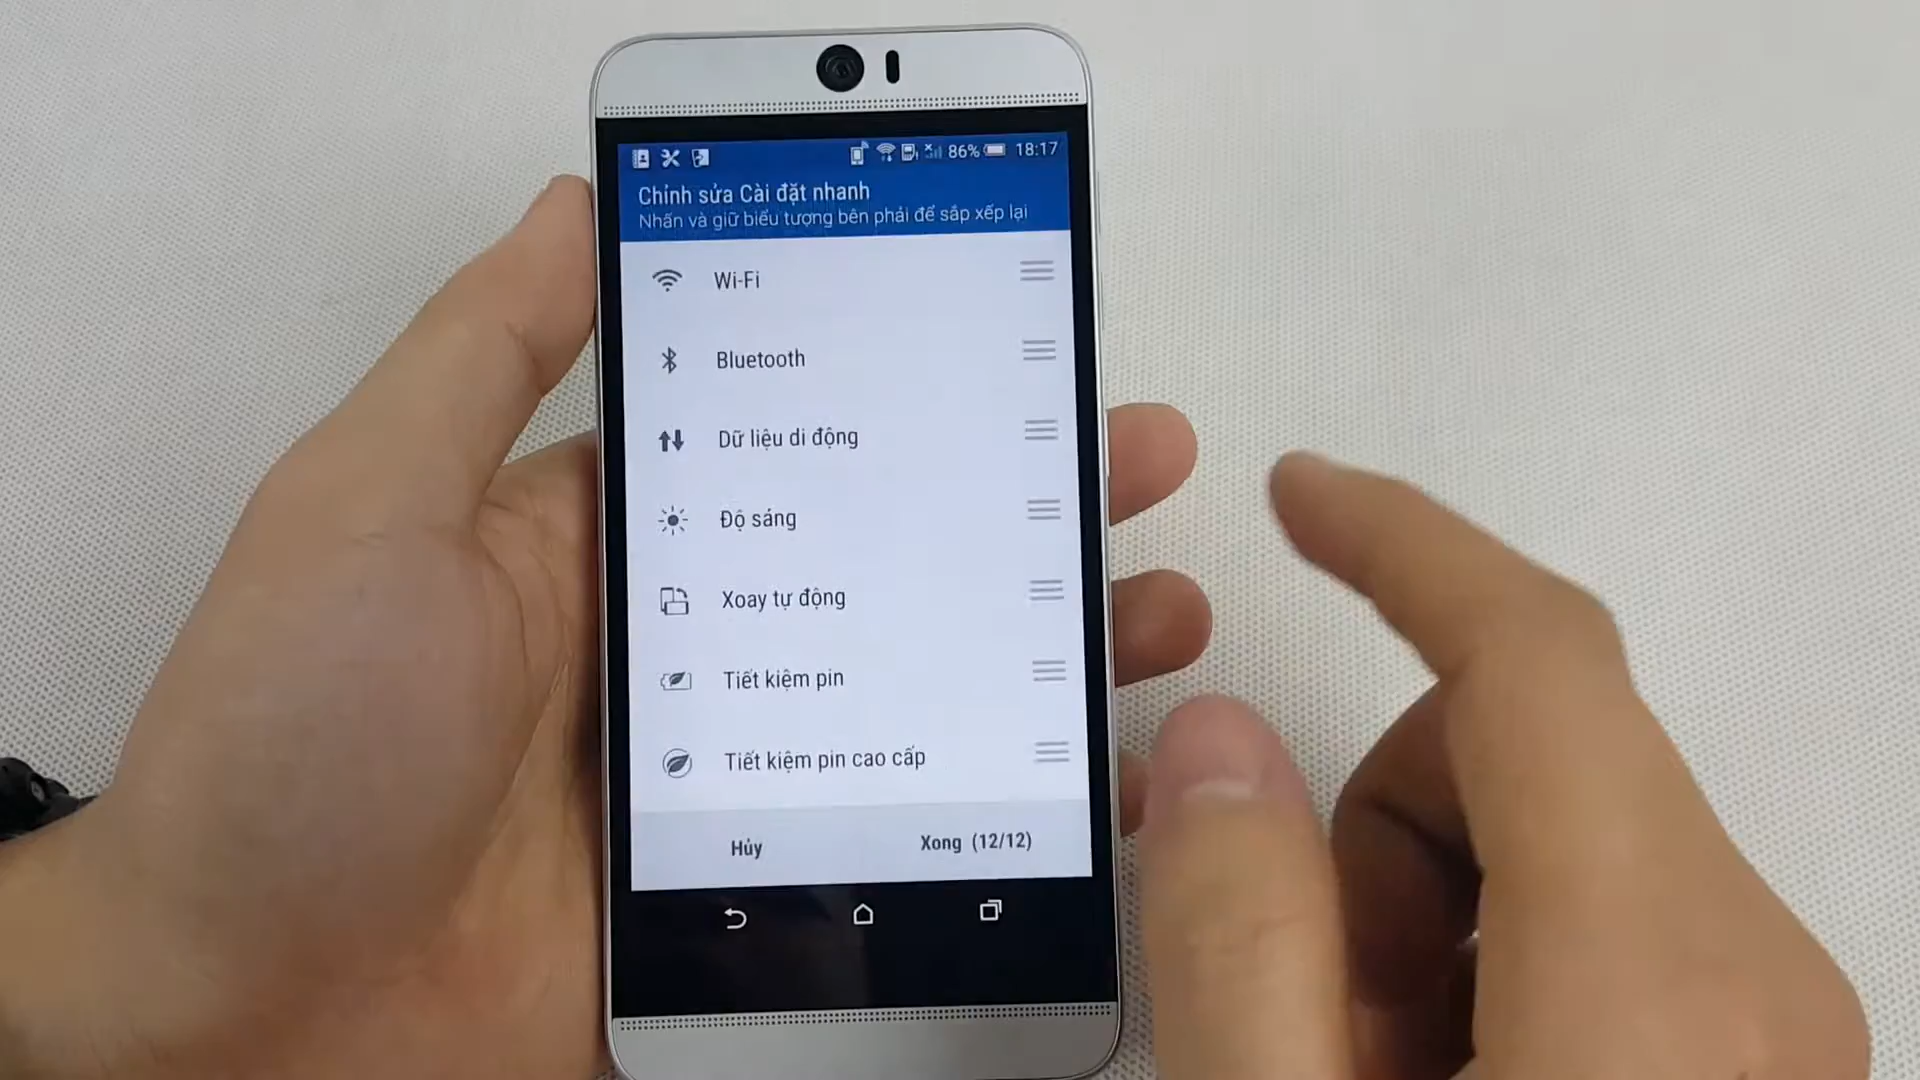 86% 18:17
Chỉnh sửa Cài đặt nhanh
Nhấn và giữ biểu tượng bên phải để sắp xếp lại
Wi-Fi
Bluetooth
Dữ liệu di động
Độ sáng
Xoay tự động
Tiết kiệm pin
Tiết kiệm pin cao cấp
Hủy Xong (12/12)